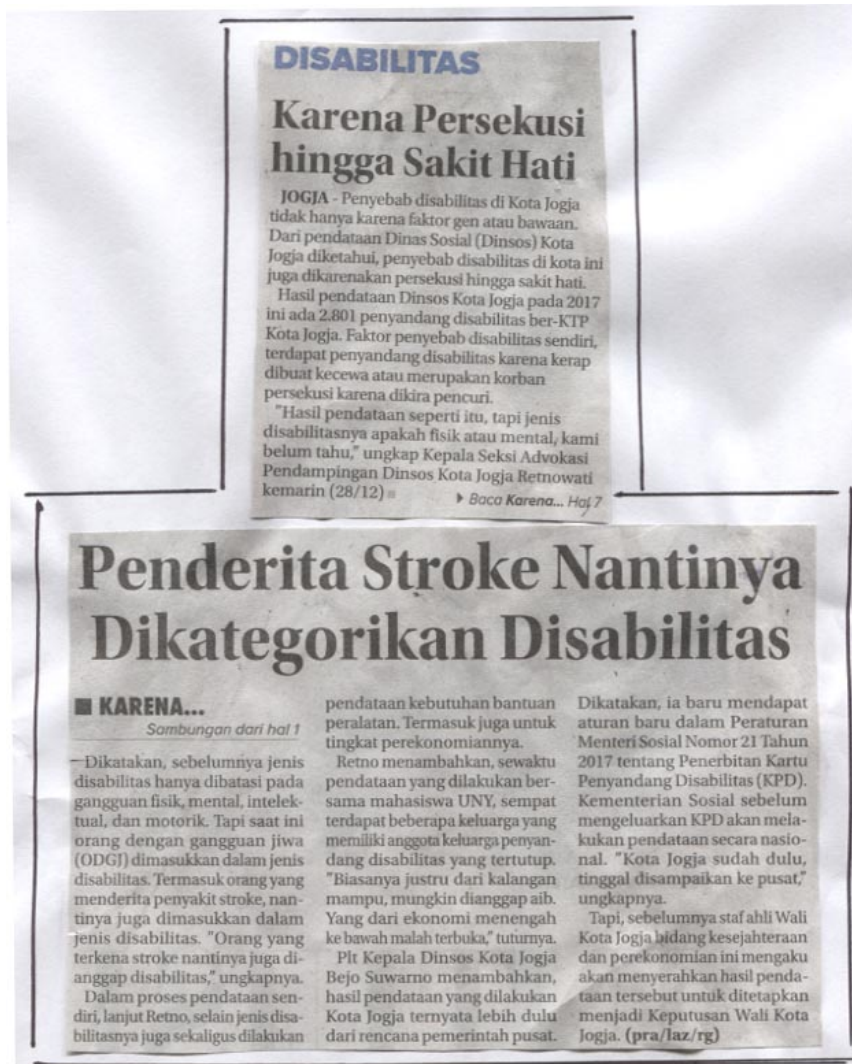 DISABILITAS
Karena Persekusi
hingga Sakit Hati
JOGJA - Penyebab disabilitas di Kota Jogja
tidak hanya karena faktor gen atau bawaan.
Dari pendataan Dinas Sosial (Dinsos) Kota
Jogja diketahui, penyebab disabilitas di kota ini
juga dikarenakan persekusi hingga sakit hati.
Hasil pendataan Dinsos Kota Jogja pada 2017
ini ada 2.801 penyandang disabilitas ber-KTP
Kota Jogja. Faktor penyebab disabilitas sendiri,
terdapat penyandang disabilitas karena kerap
dibuat kecewa atau merupakan korban
persekusi karena dikira pencuri.
"Hasil pendataan seperti itu, tapi jenis
disabilitasnya apakah fisik atau mental, kami
belum tahu," ungkap Kepala Seksi Advokasi
Pendampingan Dinsos Kota Jogja Retnowati
kemarin (28/12)
Baca Karena... Hal 7
Penderita Stroke Nantinya
Dikategorikan Disabilitas
KARENA...
Sambungan dari hal 1
Dikatakan, sebelumnya jenis
disabilitas hanya dibatasi pada
gangguan fisik, mental, intelek-
tual, dan motorik. Tapi saat ini
orang dengan gangguan jiwa
(ODGJ) dimasukkan dalam jenis
disabilitas. Termasuk orang yang
menderita penyakit stroke, nan-
tinya juga dimasukkan dalam
jenis disabilitas. "Orang yang
terkena stroke nantinya juga di-
anggap disabilitas," ungkapnya.
Dalam proses pendataan sen-
diri, lanjut Retno, selain jenis disa-
bilitasnya juga sekaligus dilakukan
pendataan kebutuhan bantuan
peralatan. Termasuk juga untuk
tingkat perekonomiannya.
Retno menambahkan, sewaktu
pendataan yang dilakukan ber-
sama mahasiswa UNY, sempat
terdapat beberapa keluarga yang
memiliki anggota keluarga penyan-
dang disabilitas yang tertutup.
"Biasanya justru dari kalangan
mampu, mungkin dianggap aib.
Yang dari ekonomi menengah
ke bawah malah terbuka," tuturnya.
Plt Kepala Dinsos Kota Jogja
Bejo Suwarno menambahkan,
hasil pendataan yang dilakukan
Kota Jogja ternyata lebih dulu
dari rencana pemerintah pusat.
Dikatakan, ia baru mendapat
aturan baru dalam Peraturan
Menteri Sosial Nomor 21 Tahun
2017 tentang Penerbitan Kartu
Penyandang Disabilitas (KPD).
Kementerian Sosial sebelum
mengeluarkan KPD akan mela-
kukan pendataan secara nasio-
nal. "Kota Jogja sudah dulu,
tinggal disampaikan ke pusat,"
ungkapnya.
Tapi, sebelumnya staf ahli Wali
Kota Jogja bidang kesejahteraan
dan perekonomian ini mengaku
akan menyerahkan hasil penda-
taan tersebut untuk ditetapkan
menjadi Keputusan Wali Kota
Jogja. (pra/laz/rg)